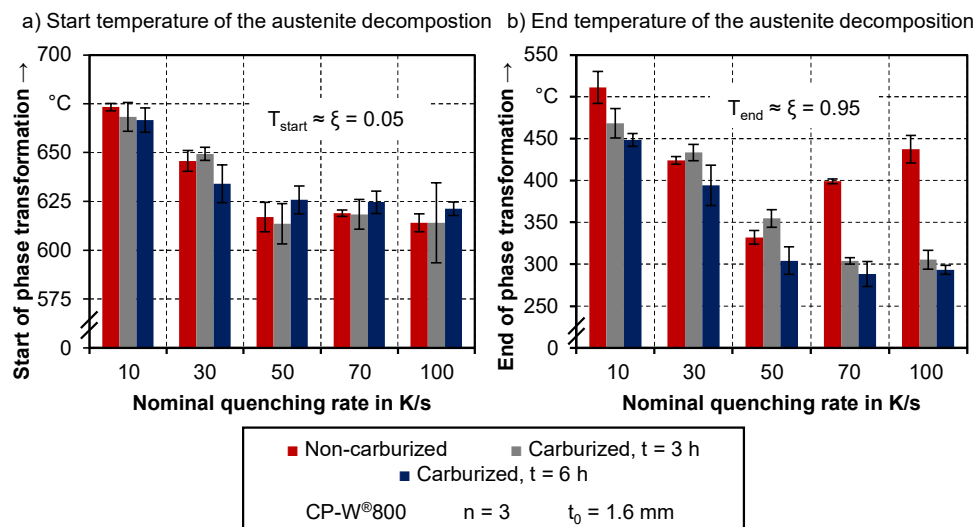 a) Start temperature of the austenite decompostion
b) End temperature of the austenite decomposition
Start of phase transformation →
700
°C
650
625
600
575
0
T_start ≈ ξ = 0.05
10 30 50 70 100
Nominal quenching rate in K/s
End of phase transformation →
550
°C
450
400
350
300
250
0
T_end ≈ ξ = 0.95
10 30 50 70 100
Nominal quenching rate in K/s
Non-carburized
Carburized, t = 3 h
Carburized, t = 6 h
CP-W®800 n = 3 t₀ = 1.6 mm